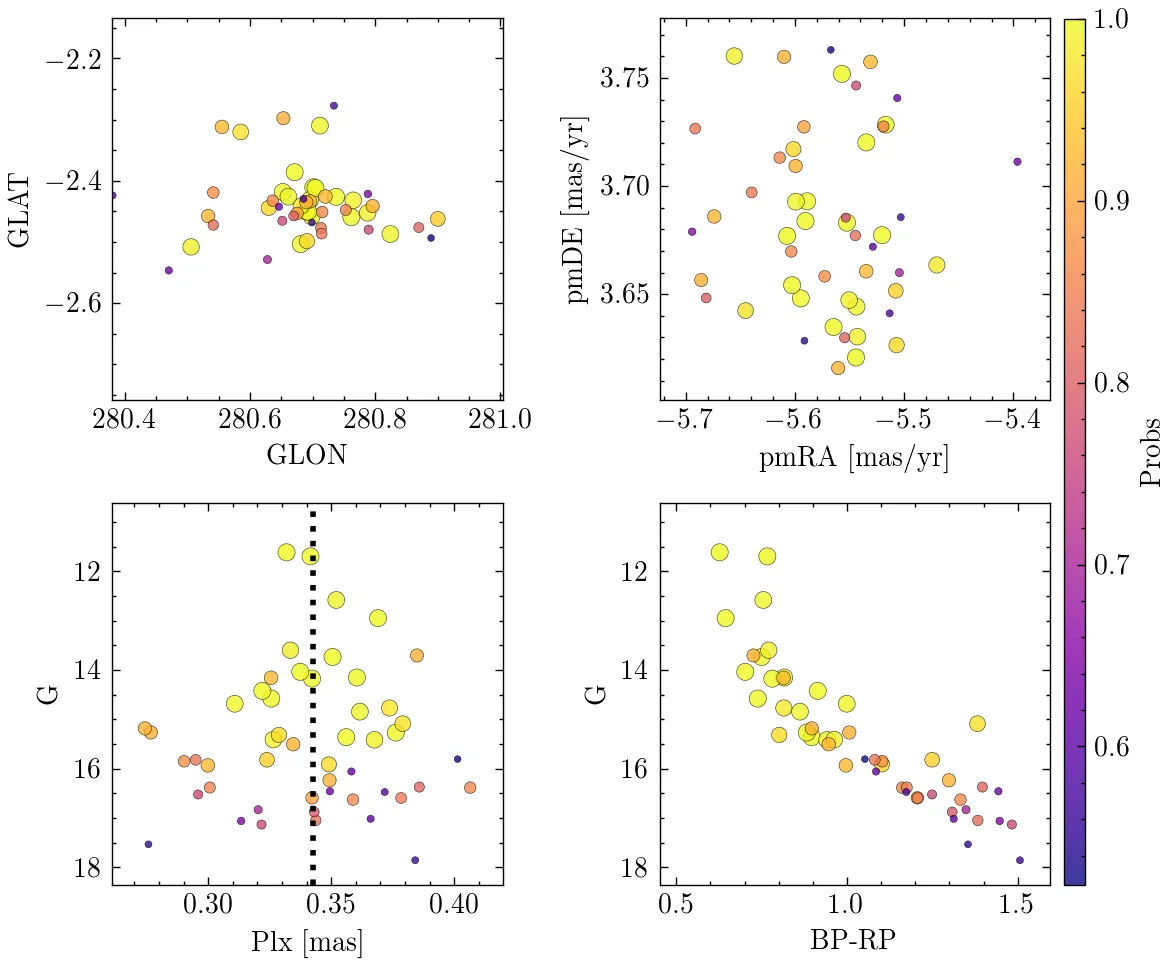 −2.2
−2.4
−2.6
GLAT
280.4 280.6 280.8 281.0
GLON
3.75
3.70
3.65
pmDE [mas/yr]
−5.7 −5.6 −5.5 −5.4
pmRA [mas/yr]
1.0
0.9
0.8
0.7
0.6
Probs
12
14
16
18
G
0.30 0.35 0.40
Plx [mas]
12
14
16
18
G
0.5 1.0 1.5
BP-RP